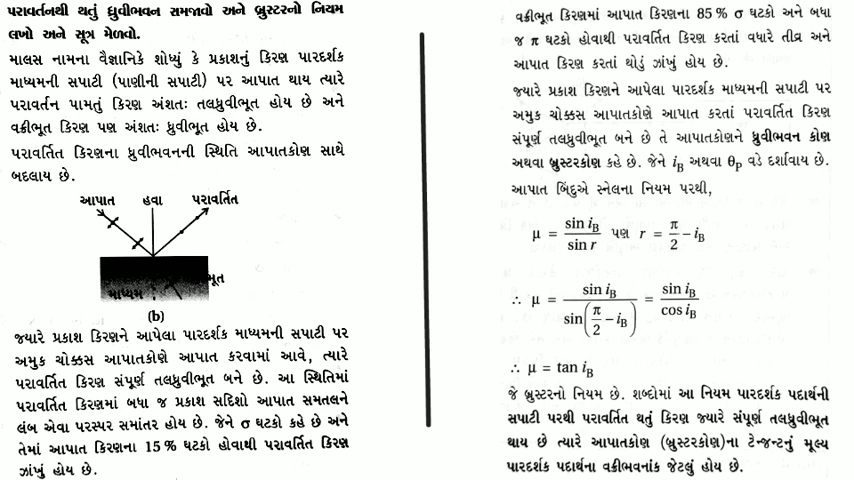 પરાવર્તનથી થતું ધ્રુવીભવન સમજાવો અને બ્રુસ્ટરનો નિયમ
લખો અને સૂત્ર મેળવો.
માલસ નામના વૈજ્ઞાનિકે શોધ્યું કે પ્રકાશનું કિરણ પારદર્શક
માધ્યમની સપાટી (પાણીની સપાટી) પર આપાત થાય ત્યારે
પરાવર્તન પામતું કિરણ અંશતઃ તલધ્રુવીભૂત હોય છે અને
વક્રીભૂત કિરણ પણ અંશતઃ ધ્રુવીભૂત હોય છે.
પરાવર્તિત કિરણના ધ્રુવીભવનની સ્થિતિ આપાતકોણ સાથે
બદલાય છે.
આપાત હવા પરાવર્તિત
ભૂત
માધ્યમ
(b)
જ્યારે પ્રકાશ કિરણને આપેલા પારદર્શક માધ્યમની સપાટી પર
અમુક ચોક્કસ આપાતકોણે આપાત કરવામાં આવે, ત્યારે
પરાવર્તિત કિરણ સંપૂર્ણ તલધ્રુવીભૂત બને છે. આ સ્થિતિમાં
પરાવર્તિત કિરણમાં બધા જ પ્રકાશ સદિશો આપાત સમતલને
લંબ એવા પરસ્પર સમાંતર હોય છે. જેને σ ઘટકો કહે છે અને
તેમાં આપાત કિરણના 15 % ઘટકો હોવાથી પરાવર્તિત કિરણ
ઝાંખું હોય છે.
વક્રીભૂત કિરણમાં આપાત કિરણના 85 % σ ઘટકો અને બધા
જ π ઘટકો હોવાથી પરાવર્તિત કિરણ કરતાં વધારે તીવ્ર અને
આપાત કિરણ કરતાં થોડું ઝાંખું હોય છે.
જ્યારે પ્રકાશ કિરણને આપેલા પારદર્શક માધ્યમની સપાટી પર
અમુક ચોક્કસ આપાતકોણે આપાત કરતાં પરાવર્તિત કિરણ
સંપૂર્ણ તલધ્રુવીભૂત બને છે તે આપાતકોણને ધ્રુવીભવન કોણ
અથવા બ્રુસ્ટરકોણ કહે છે. જેને i_B અથવા θ_P વડે દર્શાવાય છે.
આપાત બિંદુએ સ્નેલના નિયમ પરથી,
μ = sin i_B / sin r પણ r = π/2 − i_B
∴ μ = sin i_B / sin(π/2 − i_B) = sin i_B / cos i_B
∴ μ = tan i_B
જે બ્રુસ્ટરનો નિયમ છે. શબ્દોમાં આ નિયમ પારદર્શક પદાર્થની
સપાટી પરથી પરાવર્તિત થતું કિરણ જ્યારે સંપૂર્ણ તલધ્રુવીભૂત
થાય છે ત્યારે આપાતકોણ (બ્રુસ્ટરકોણ)ના ટેન્જન્ટનું મૂલ્ય
પારદર્શક પદાર્થના વક્રીભવનાંક જેટલું હોય છે.